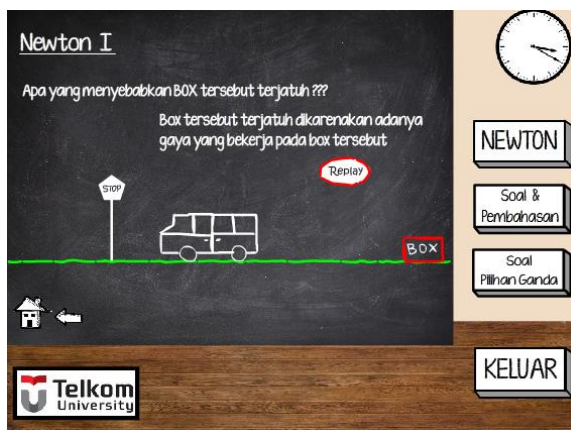 Newton I
Apa yang menyebabkan BOX tersebut terjatuh ???
Box tersebut terjatuh dikarenakan adanya
gaya yang bekerja pada box tersebut
Replay
STOP
BOX
NEWTON
Soal &
Pembahasan
Soal
Pilihan Ganda
KELUAR
Telkom
University